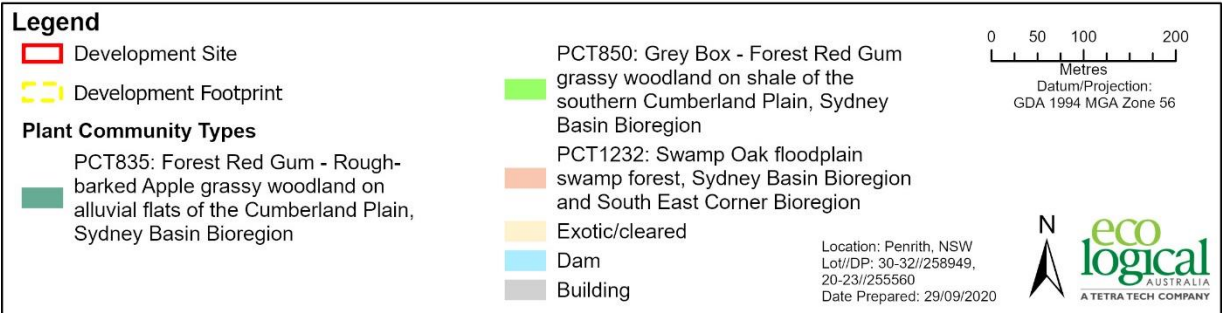 Legend
Development Site
Development Footprint
Plant Community Types
PCT835: Forest Red Gum - Rough-
barked Apple grassy woodland on
alluvial flats of the Cumberland Plain,
Sydney Basin Bioregion
PCT850: Grey Box - Forest Red Gum
grassy woodland on shale of the
southern Cumberland Plain, Sydney
Basin Bioregion
PCT1232: Swamp Oak floodplain
swamp forest, Sydney Basin Bioregion
and South East Corner Bioregion
Exotic/cleared
Dam
Building
0 50 100 200
Metres
Datum/Projection:
GDA 1994 MGA Zone 56
Location: Penrith, NSW
Lot//DP: 30-32//258949,
20-23//255560
Date Prepared: 29/09/2020
N
eco
logical
AUSTRALIA
A TETRA TECH COMPANY